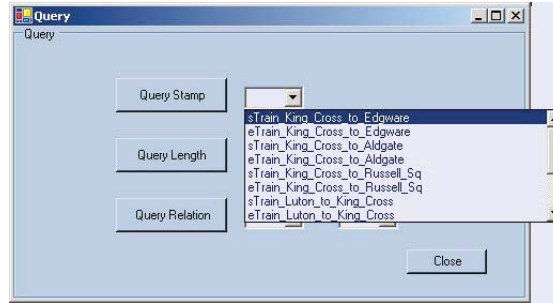 Query
Query
Query Stamp
sTrain_King_Cross_to_Edgware
eTrain_King_Cross_to_Edgware
sTrain_King_Cross_to_Aldgate
eTrain_King_Cross_to_Aldgate
Query Length
sTrain_King_Cross_to_Russell_Sq
eTrain_King_Cross_to_Russell_Sq
sTrain_Luton_to_King_Cross
Query Relation
eTrain_Luton_to_King_Cross
Close